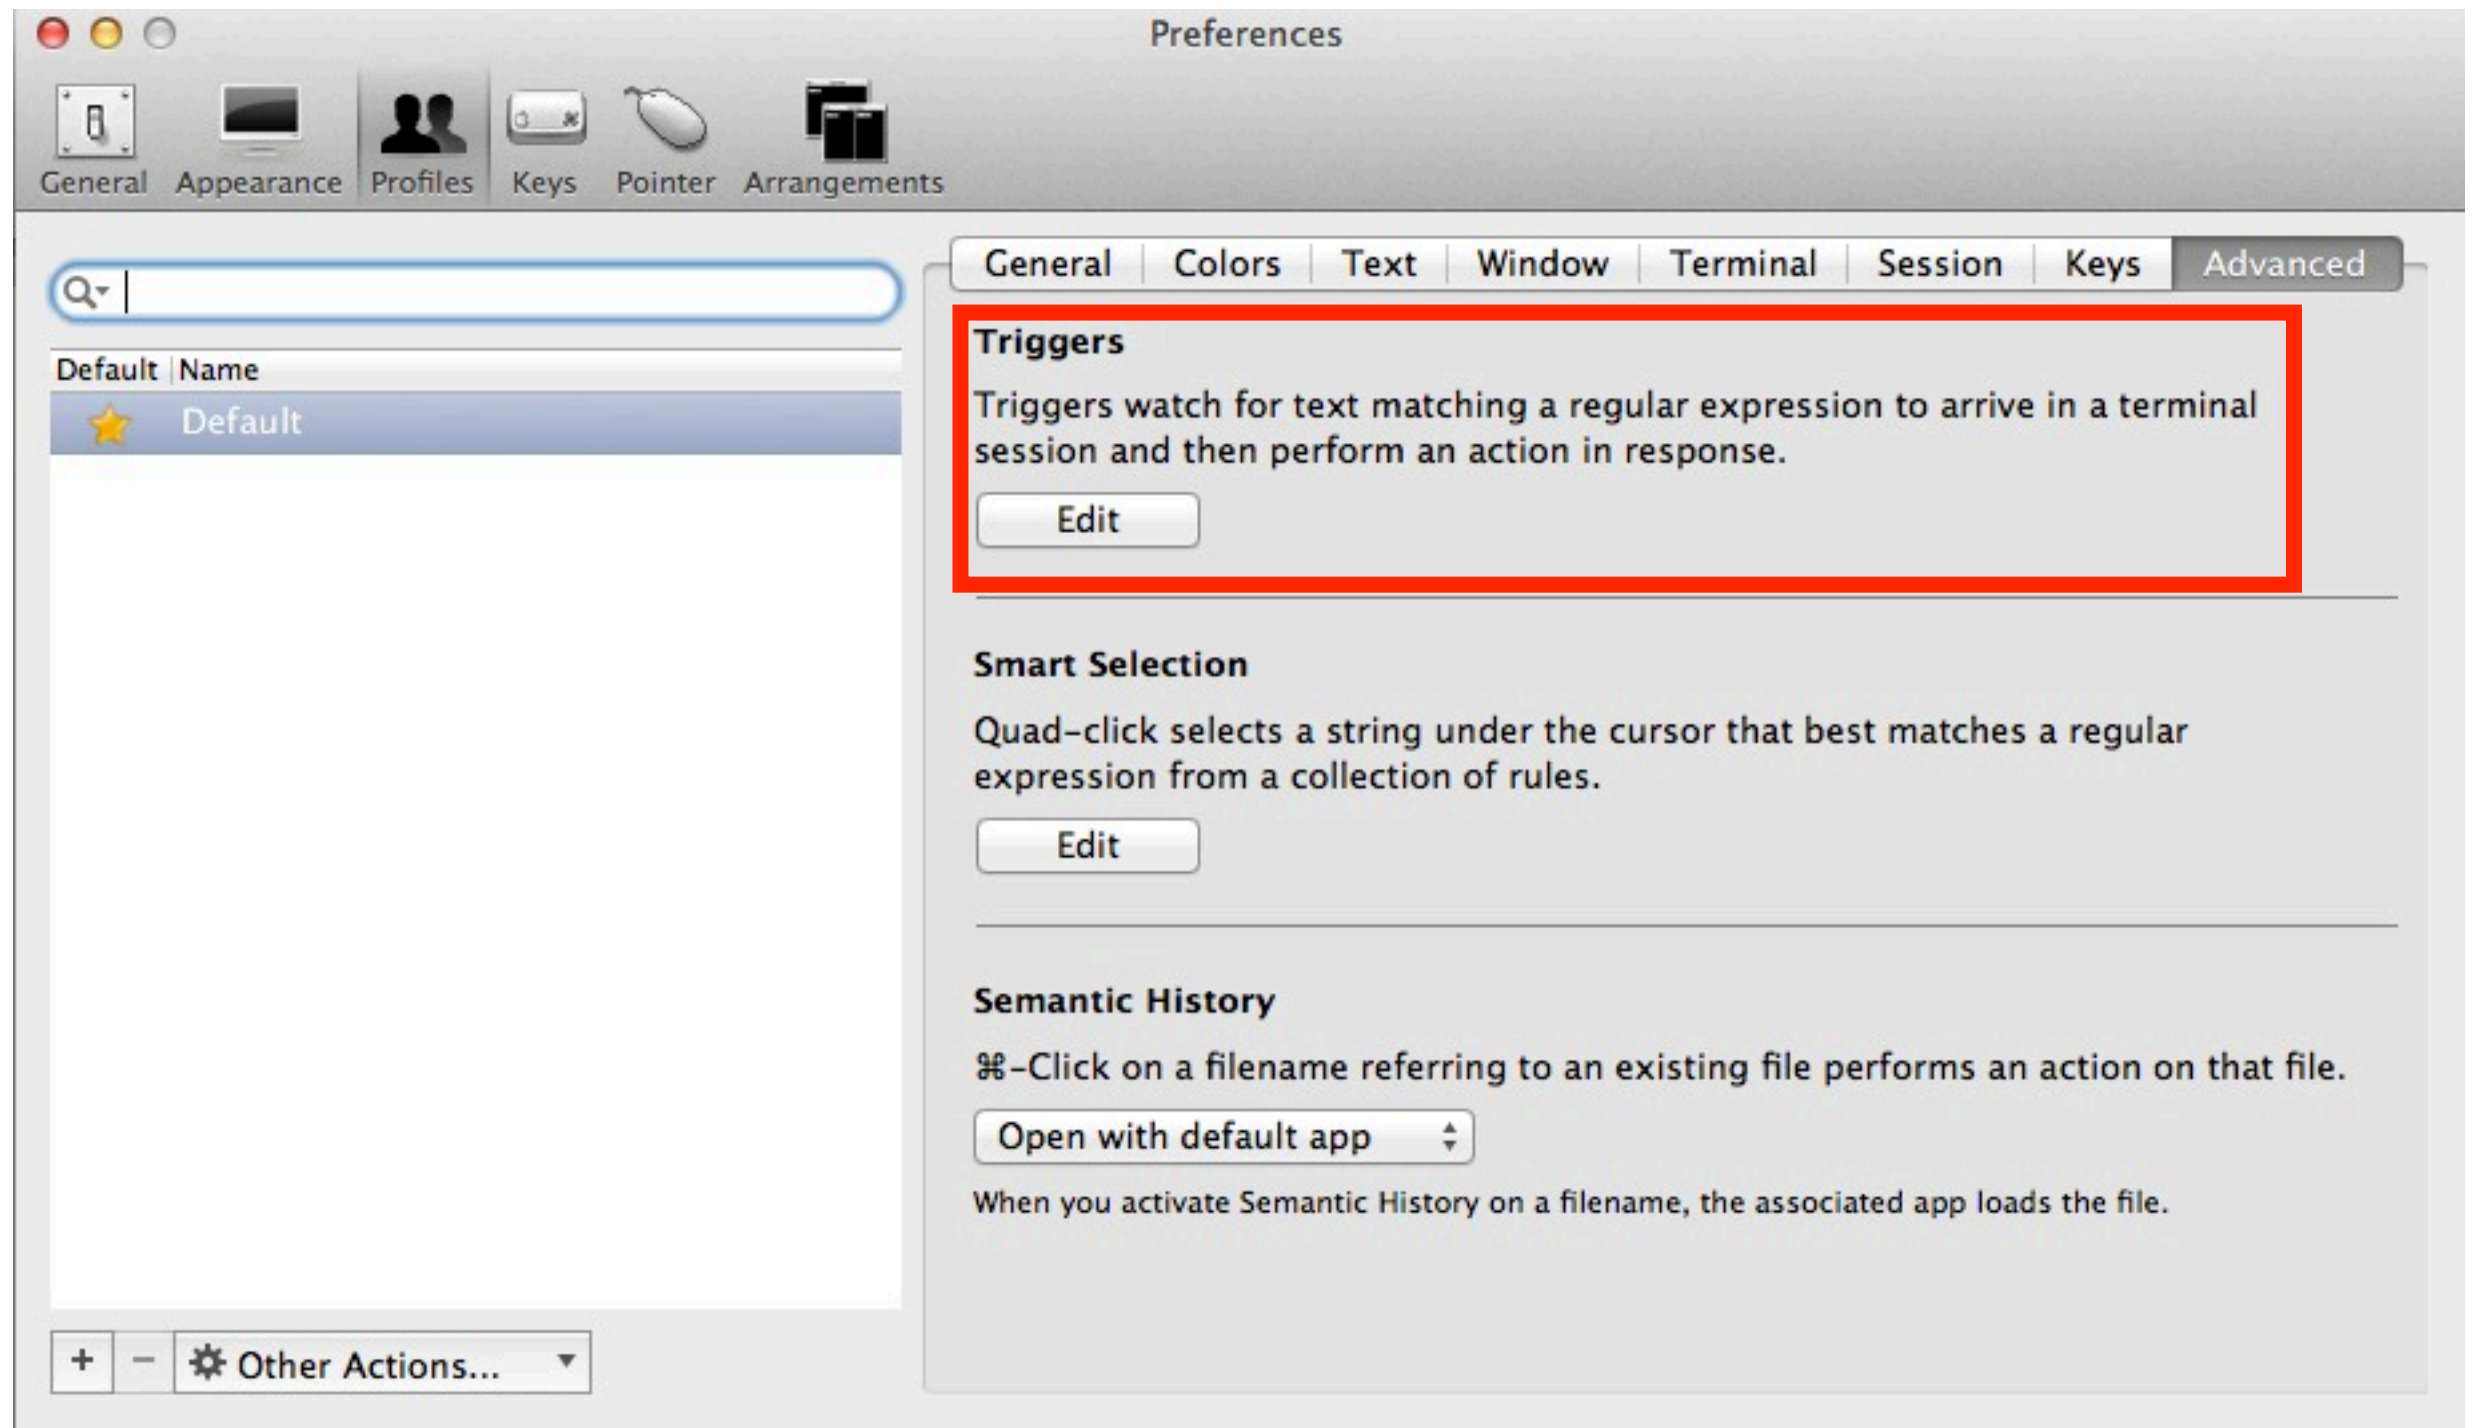 Preferences
General Appearance Profiles Keys Pointer Arrangements
General Colors Text Window Terminal Session Keys Advanced
Default Name
Default
Triggers
Triggers watch for text matching a regular expression to arrive in a terminal
session and then perform an action in response.
Edit
Smart Selection
Quad-click selects a string under the cursor that best matches a regular
expression from a collection of rules.
Edit
Semantic History
⌘-Click on a filename referring to an existing file performs an action on that file.
Open with default app
When you activate Semantic History on a filename, the associated app loads the file.
+ − Other Actions...